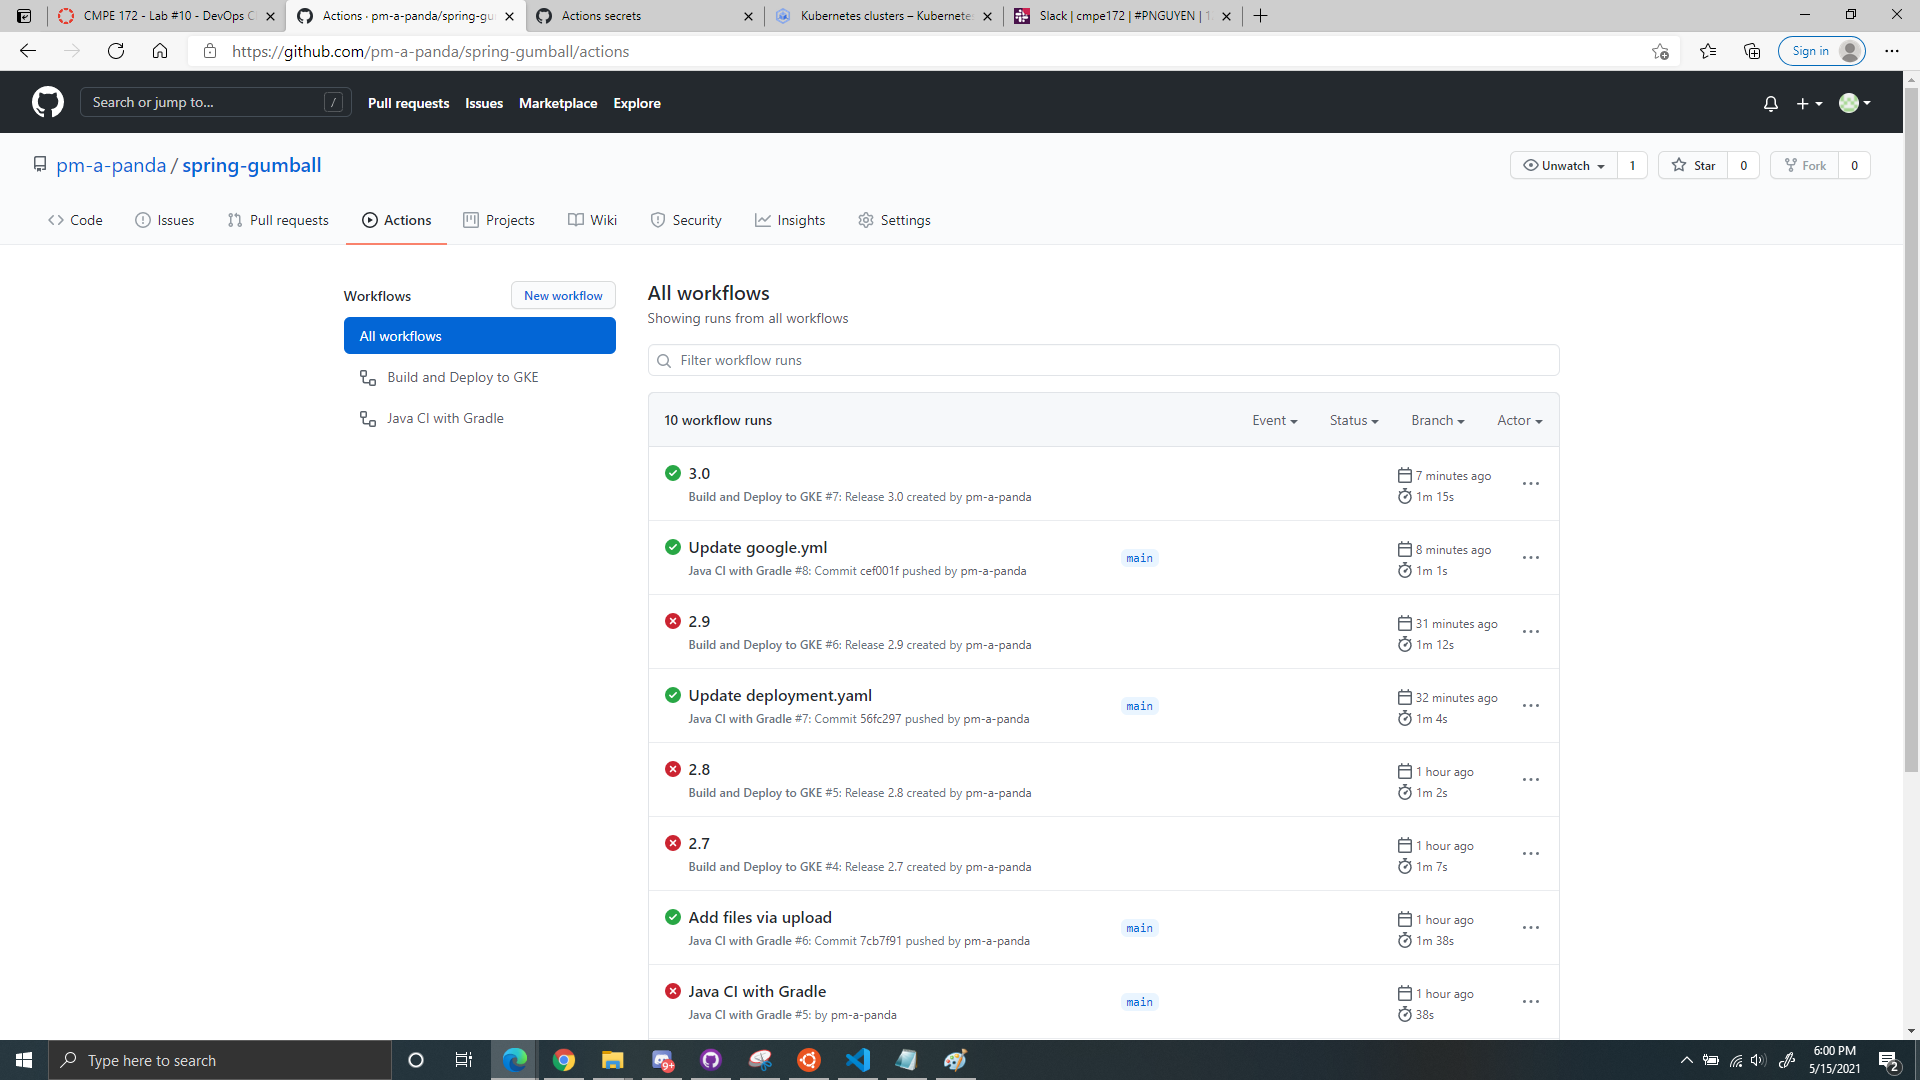 CMPE 172 - Lab #10 - DevOps C
Actions · pm-a-panda/spring-gu
Actions secrets
Kubernetes clusters – Kubernete
Slack | cmpe172 | #PNGUYEN | 1
https://github.com/pm-a-panda/spring-gumball/actions
Sign in
Search or jump to...
/
Pull requests
Issues
Marketplace
Explore
pm-a-panda / spring-gumball
Unwatch 1
Star 0
Fork 0
Code
Issues
Pull requests
Actions
Projects
Wiki
Security
Insights
Settings
Workflows
New workflow
All workflows
Build and Deploy to GKE
Java CI with Gradle
All workflows
Showing runs from all workflows
Filter workflow runs
10 workflow runs
Event
Status
Branch
Actor
3.0
7 minutes ago
Build and Deploy to GKE #7: Release 3.0 created by pm-a-panda
1m 15s
Update google.yml
main
8 minutes ago
Java CI with Gradle #8: Commit cef001f pushed by pm-a-panda
1m 1s
2.9
31 minutes ago
Build and Deploy to GKE #6: Release 2.9 created by pm-a-panda
1m 12s
Update deployment.yaml
main
32 minutes ago
Java CI with Gradle #7: Commit 56fc297 pushed by pm-a-panda
1m 4s
2.8
1 hour ago
Build and Deploy to GKE #5: Release 2.8 created by pm-a-panda
1m 2s
2.7
1 hour ago
Build and Deploy to GKE #4: Release 2.7 created by pm-a-panda
1m 7s
Add files via upload
main
1 hour ago
Java CI with Gradle #6: Commit 7cb7f91 pushed by pm-a-panda
1m 38s
Java CI with Gradle
main
1 hour ago
Java CI with Gradle #5: by pm-a-panda
38s
Type here to search
9+
6:00 PM
5/15/2021
2